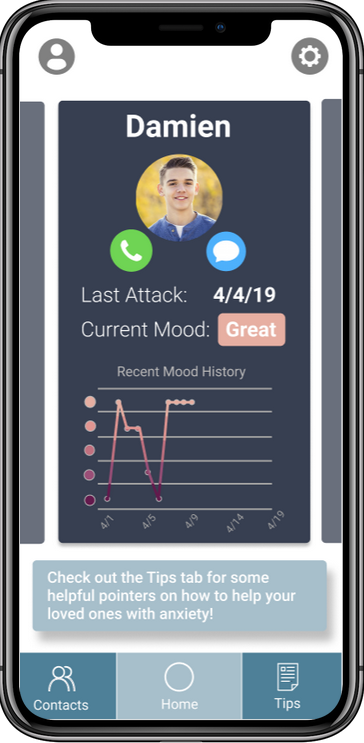 Damien
Last Attack: 4/4/19
Current Mood: Great
Recent Mood History
4/1 4/5 4/9 4/14 4/19
Check out the Tips tab for some
helpful pointers on how to help your
loved ones with anxiety!
Contacts Home Tips